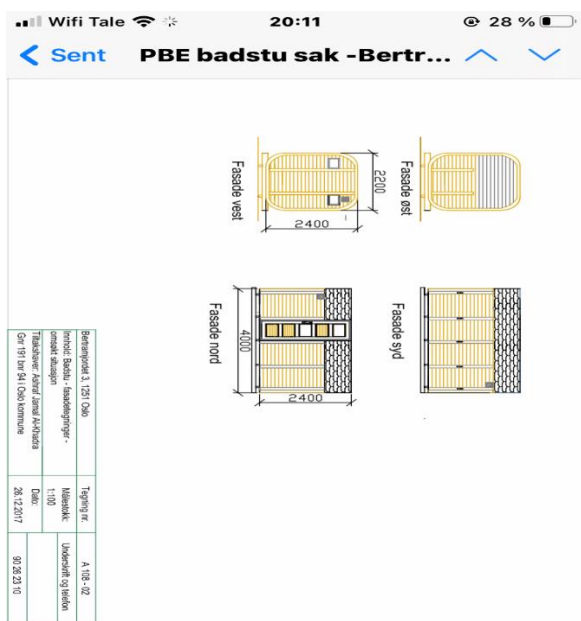 Wifi Tale
20:11
28 %
Sent
PBE badstu sak -Bertr...
Fasade øst
2200
2400
Fasade vest
Fasade syd
4000
2400
Fasade nord
Bertramjordet 3, 1251 Oslo
Tegning nr.
A 108 - 02
Innhold: Badstu - fasadetegninger -
omsøkt situasjon
Målestokk:
1:100
Underskrift og telefon
Tiltakshaver: Ashraf Jamal Al-Khadra
Gnr 191 bnr 94 i Oslo kommune
Dato:
26.12.2017
90 26 23 10